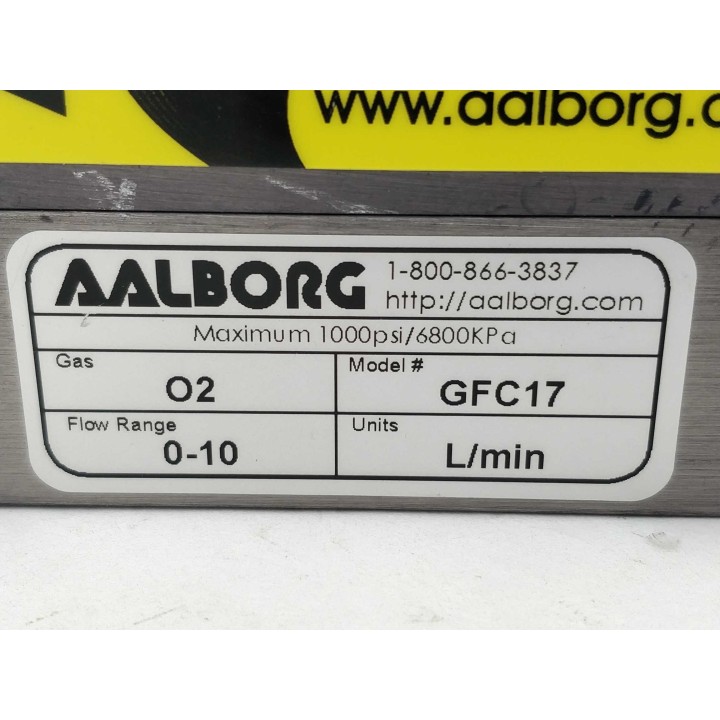 www.aalborg.c
AALBORG
1-800-866-3837
http://aalborg.com
Maximum 1000psi/6800KPa
Gas
O2
Model #
GFC17
Flow Range
0-10
Units
L/min